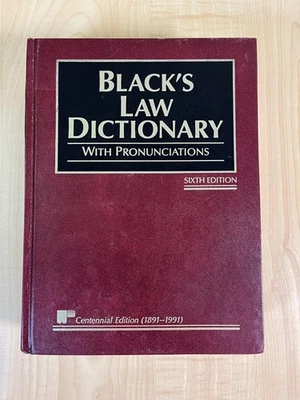 BLACK'S
LAW
DICTIONARY
WITH PRONUNCIATIONS
SIXTH EDITION
Centennial Edition (1891-1991)